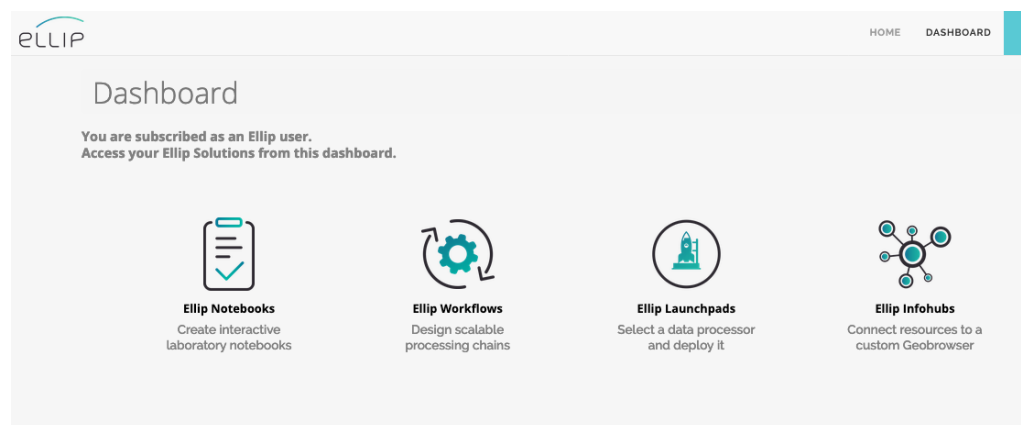 ELLIP
HOME
DASHBOARD
Dashboard
You are subscribed as an Ellip user.
Access your Ellip Solutions from this dashboard.
Ellip Notebooks
Create interactive
laboratory notebooks
Ellip Workflows
Design scalable
processing chains
Ellip Launchpads
Select a data processor
and deploy it
Ellip Infohubs
Connect resources to a
custom Geobrowser